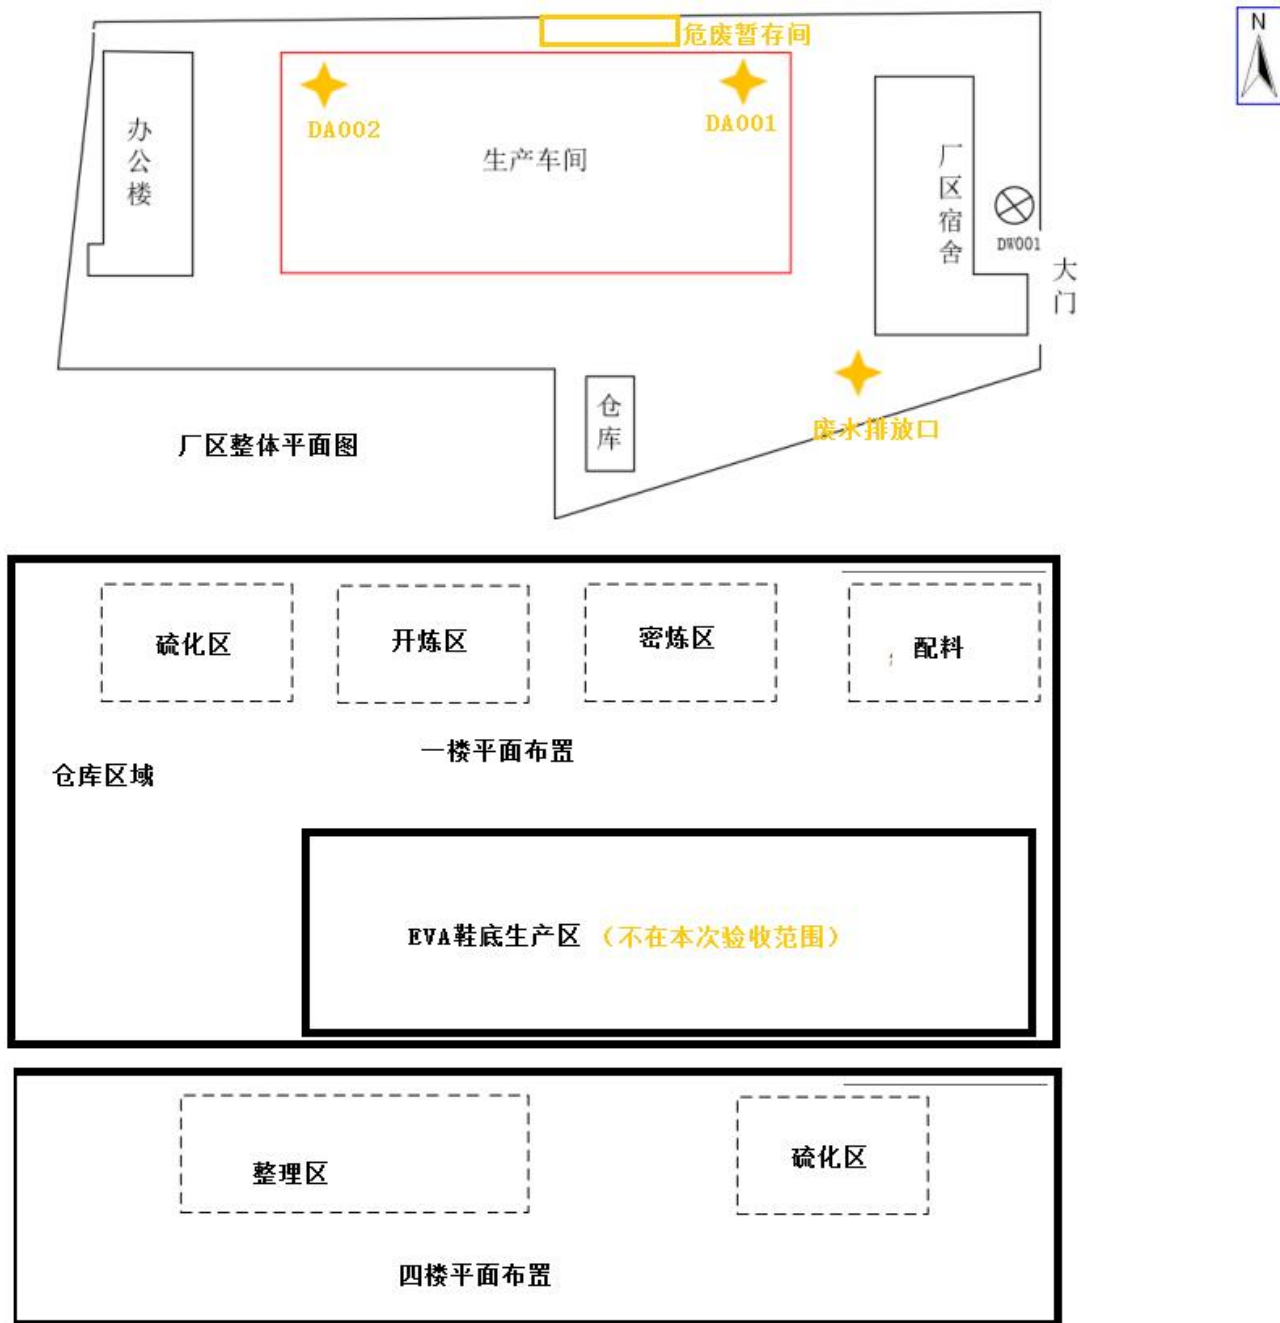 N
危废暂存间
DA002
DA001
办公楼
生产车间
厂区宿舍
DW001
大门
仓库
废水排放口
厂区整体平面图
硫化区
开炼区
密炼区
配料
一楼平面布置
仓库区域
EVA鞋底生产区 （不在本次验收范围）
整理区
硫化区
四楼平面布置